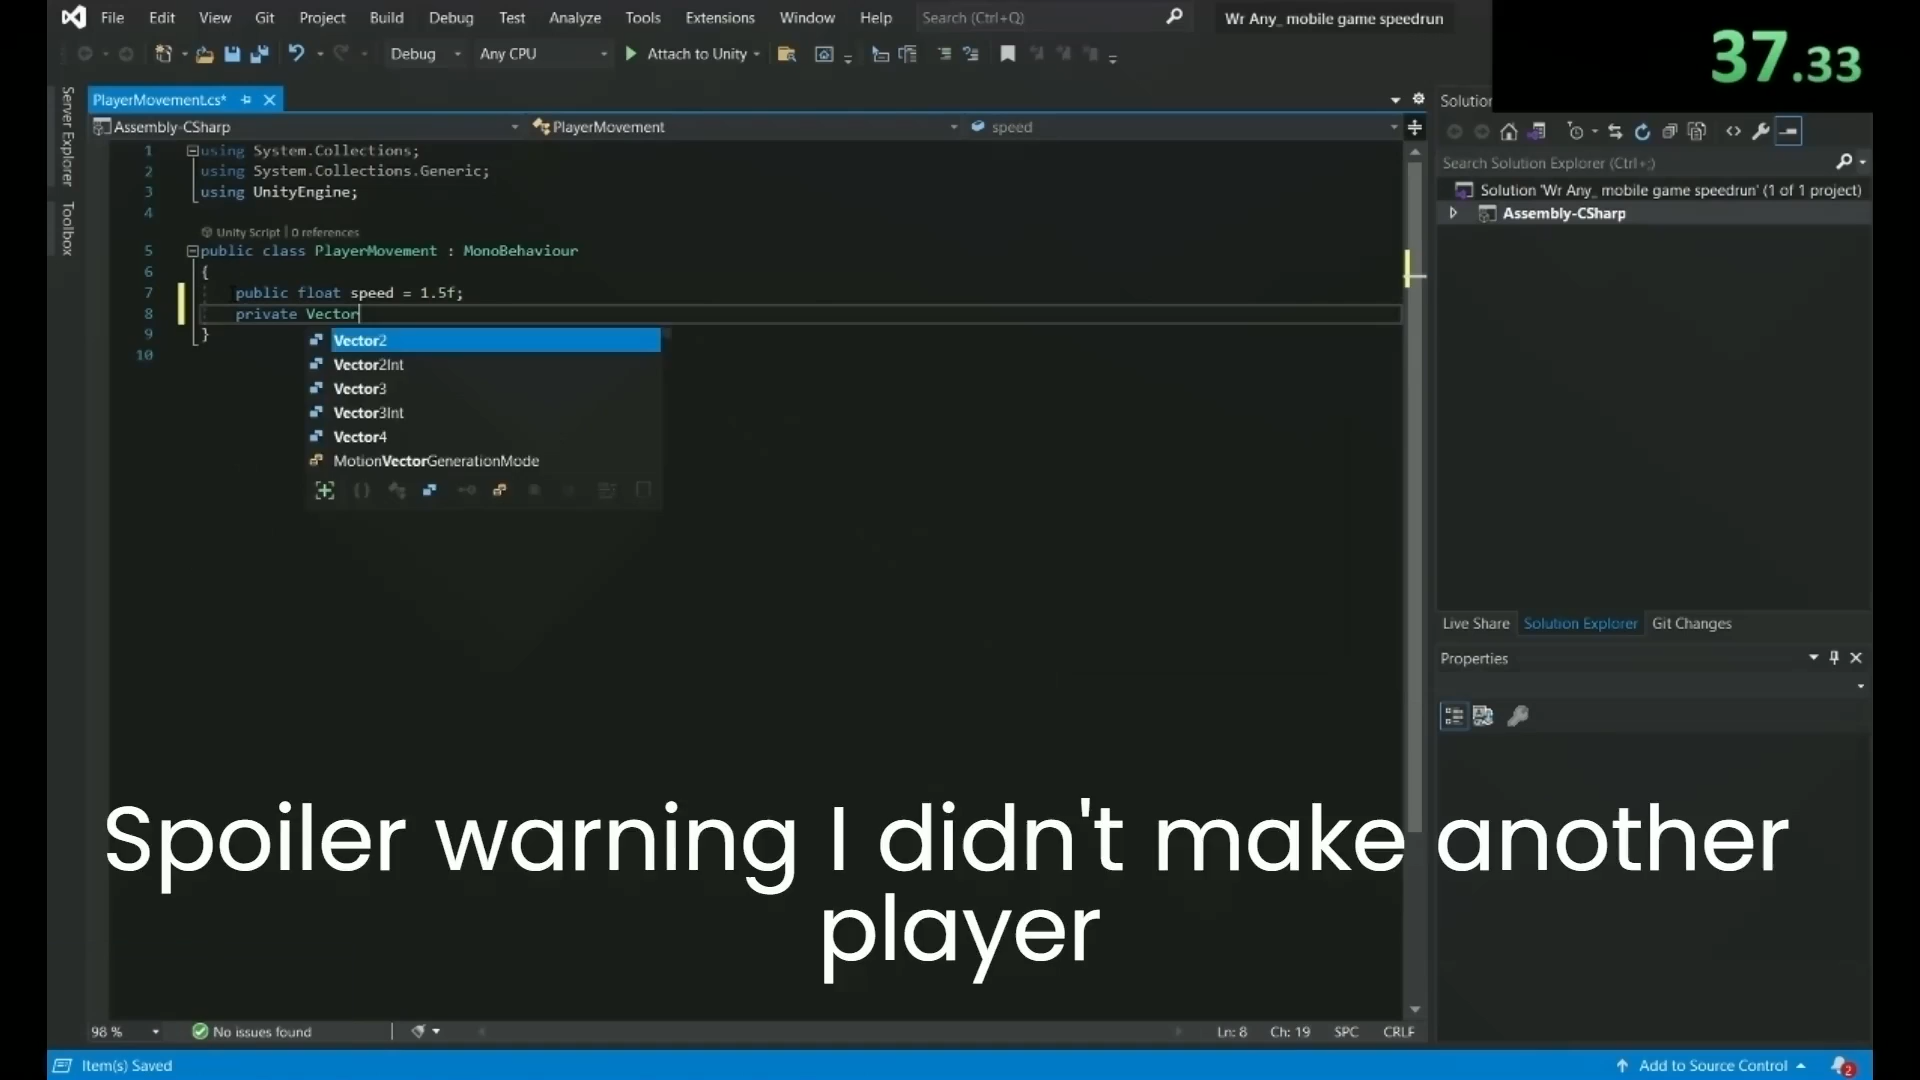 File Edit View Git Project Build Debug Test Analyze Tools Extensions Window Help Search (Ctrl+Q) Wr Any_ mobile game speedrun
37.33
Debug Any CPU Attach to Unity
Server Explorer
Toolbox
PlayerMovement.cs*
Assembly-CSharp PlayerMovement speed
1 using System.Collections;
2 using System.Collections.Generic;
3 using UnityEngine;
4
Unity Script | 0 references
5 public class PlayerMovement : MonoBehaviour
6 {
7 public float speed = 1.5f;
8 private Vector
9 }
10
Vector2
Vector2Int
Vector3
Vector3Int
Vector4
MotionVectorGenerationMode
Solution
Search Solution Explorer (Ctrl+;)
Solution 'Wr Any_ mobile game speedrun' (1 of 1 project)
Assembly-CSharp
Live Share Solution Explorer Git Changes
Properties
Spoiler warning I didn't make another
player
98 % No issues found Ln: 8 Ch: 19 SPC CRLF
Item(s) Saved Add to Source Control 2